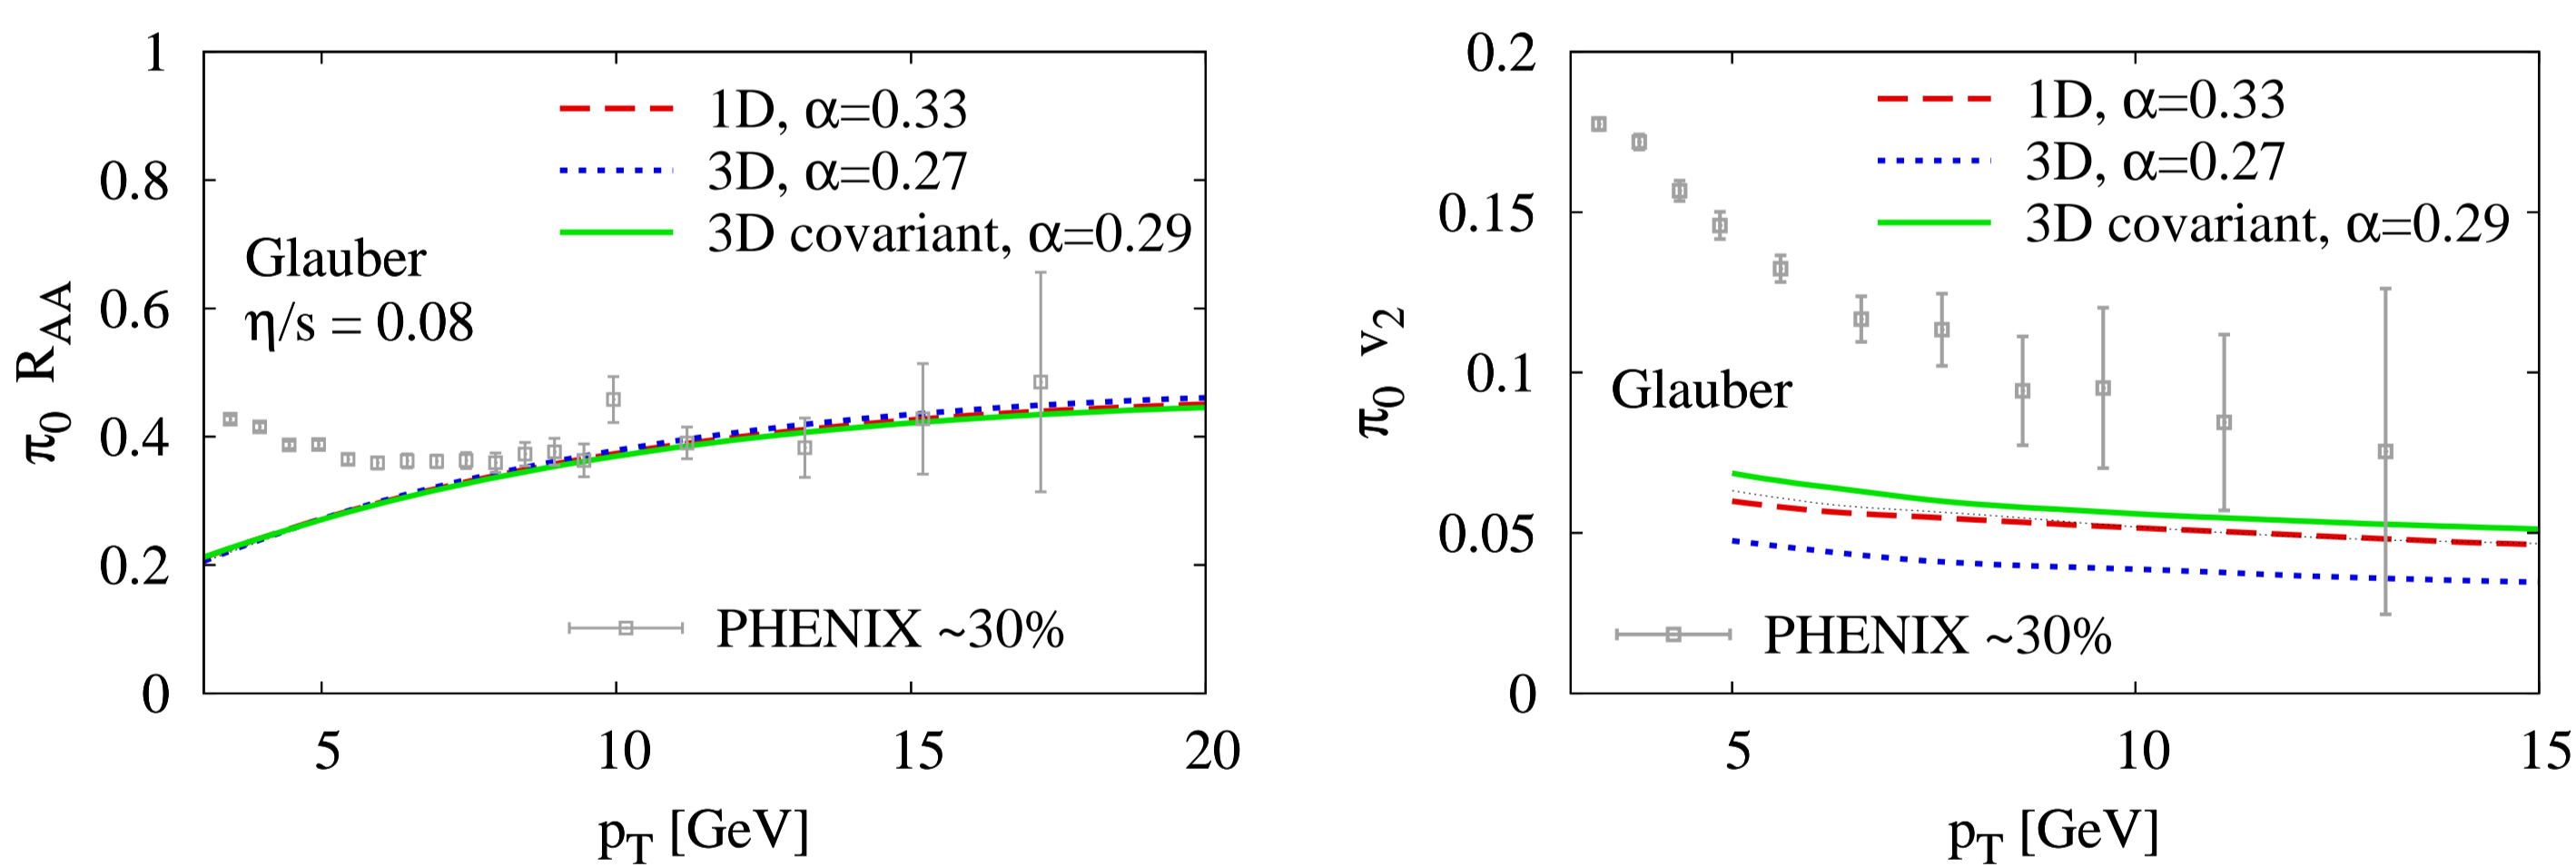 1
0.8
0.6
0.4
0.2
0
π0 RAA
1D, α=0.33
3D, α=0.27
3D covariant, α=0.29
Glauber
η/s = 0.08
PHENIX ~30%
5 10 15 20
pT [GeV]
0.2
0.15
0.1
0.05
0
π0 v2
1D, α=0.33
3D, α=0.27
3D covariant, α=0.29
Glauber
PHENIX ~30%
5 10 15
pT [GeV]